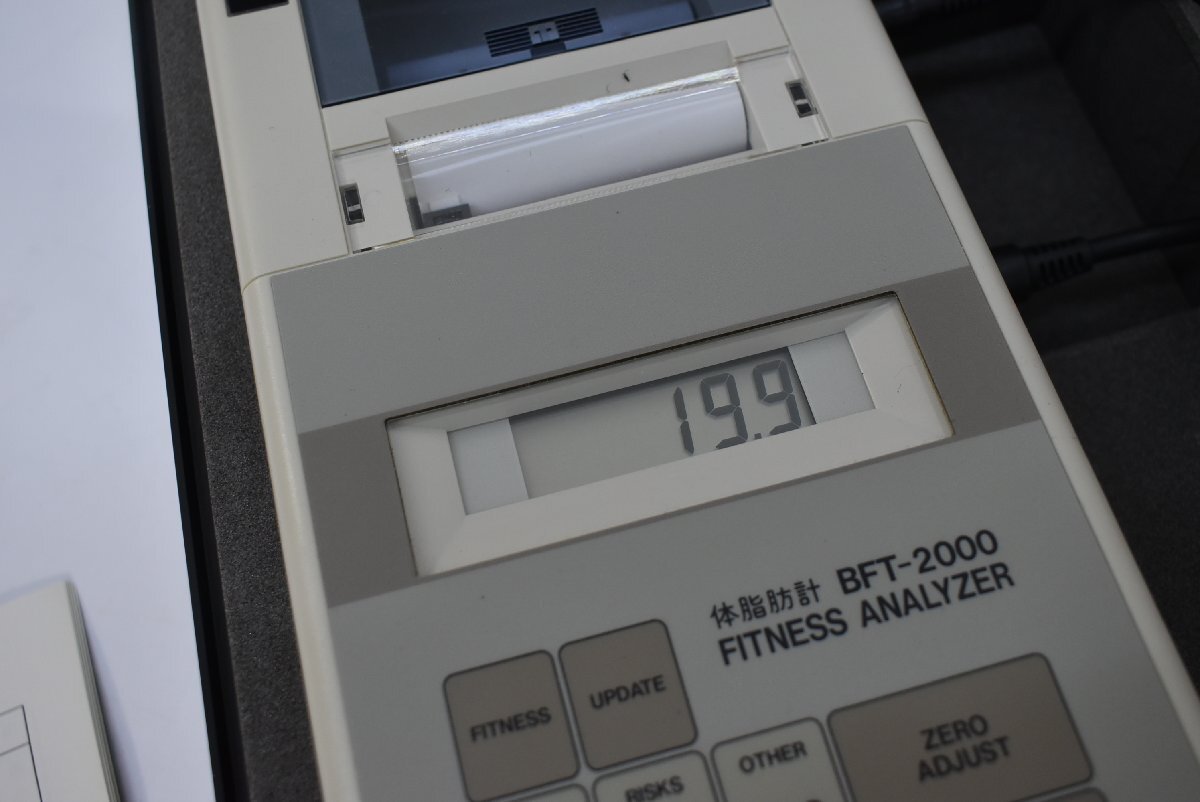 19.9
体脂肪計 BFT-2000
FITNESS ANALYZER
FITNESS
UPDATE
RISKS
OTHER
ZERO
ADJUST